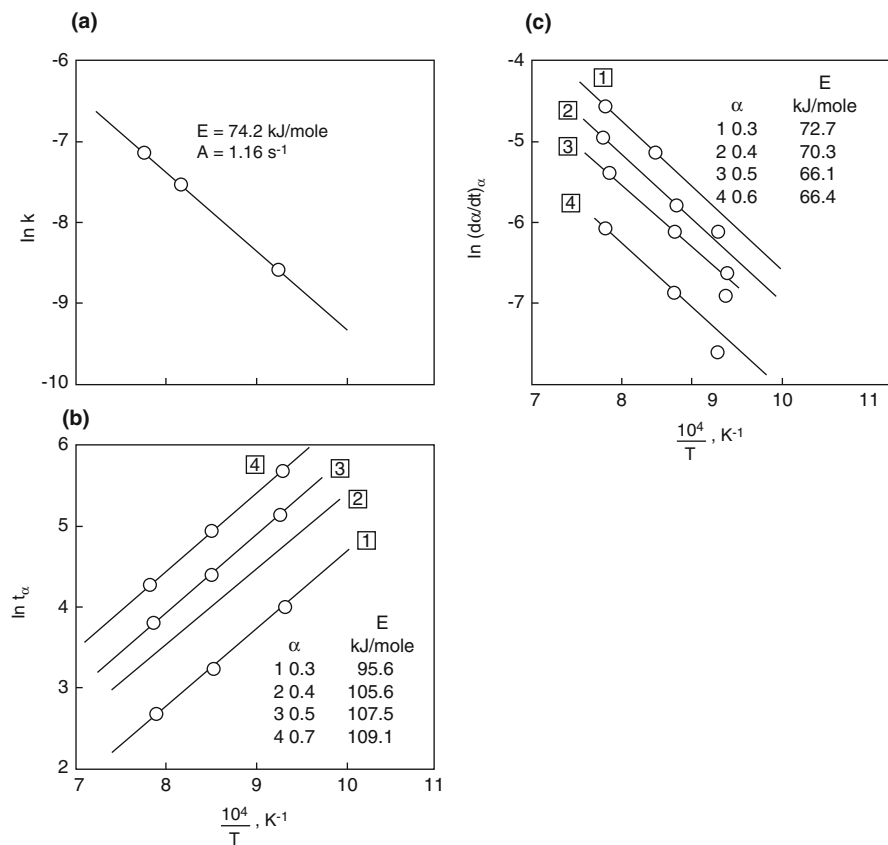 (a)
-6
-7
-8
-9
-10
ln k
E = 74.2 kJ/mole
A = 1.16 s⁻¹
(b)
6
5
4
3
2
ln tα
4
3
2
1
E
α kJ/mole
1 0.3 95.6
2 0.4 105.6
3 0.5 107.5
4 0.7 109.1
7 8 9 10 11
10⁴/T , K⁻¹
(c)
-4
-5
-6
-7
ln (dα/dt)α
1
2
3
4
E
α kJ/mole
1 0.3 72.7
2 0.4 70.3
3 0.5 66.1
4 0.6 66.4
7 8 9 10 11
10⁴/T , K⁻¹